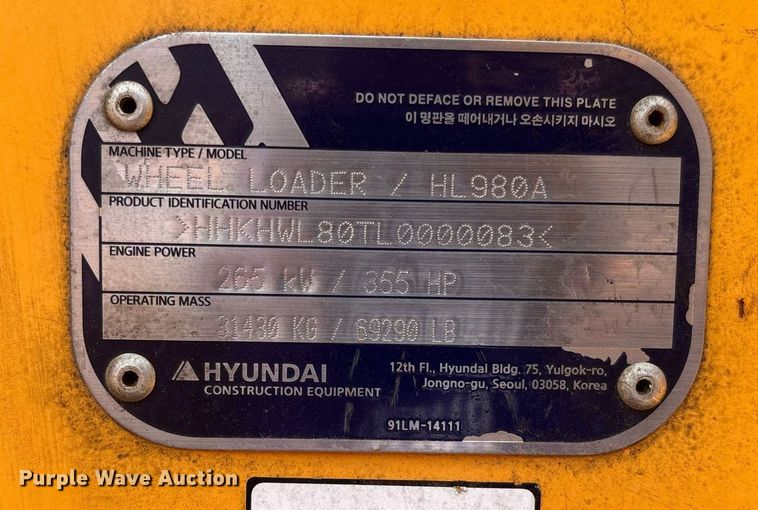 DO NOT DEFACE OR REMOVE THIS PLATE
이 명판을 떼어내거나 오손시키지 마시오
MACHINE TYPE / MODEL
WHEEL LOADER / HL980A
PRODUCT IDENTIFICATION NUMBER
>HHKHWL80TL0000083<
ENGINE POWER
265 kW / 355 HP
OPERATING MASS
31430 KG / 69290 LB
HYUNDAI
CONSTRUCTION EQUIPMENT
12th Fl., Hyundai Bldg. 75, Yulgok-ro,
Jongno-gu, Seoul, 03058, Korea
91LM-14111
Purple Wave Auction